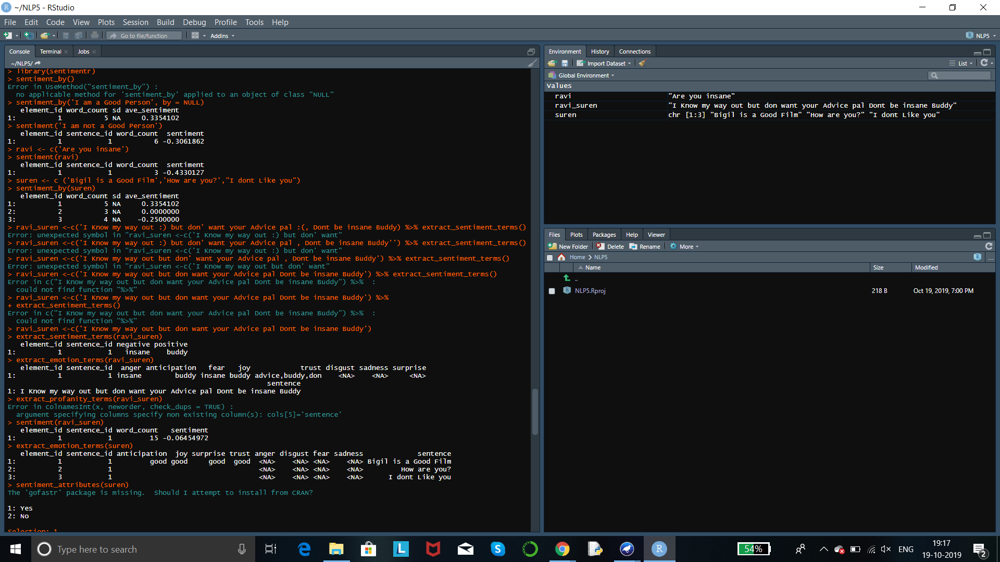 ~/NLP5 - RStudio
File Edit Code View Plots Session Build Debug Profile Tools Help
Go to file/function
Addins
NLP5
Console Terminal Jobs
~/NLP5/
> library(sentimentr)
> sentiment_by()
Error in UseMethod("sentiment_by") :
  no applicable method for 'sentiment_by' applied to an object of class "NULL"
> sentiment_by('I am a Good Person', by = NULL)
   element_id word_count sd ave_sentiment
1:          1          5 NA     0.3354102
> sentiment('I am not a Good Person')
   element_id sentence_id word_count  sentiment
1:          1           1          6 -0.3061862
> ravi <- c('Are you insane')
> sentiment(ravi)
   element_id sentence_id word_count  sentiment
1:          1           1          3 -0.4330127
> suren <- c ('Bigil is a Good Film','How are you?',"I dont Like you")
> sentiment_by(suren)
   element_id word_count sd ave_sentiment
1:          1          5 NA     0.3354102
2:          2          3 NA     0.0000000
3:          3          4 NA    -0.2500000
> ravi_suren <-c('I Know my way out :) but don' want your Advice pal :(, Dont be insane Buddy) %>% extract_sentiment_terms()
Error: unexpected symbol in "ravi_suren <-c('I Know my way out :) but don' want"
> ravi_suren <-c('I Know my way out :) but don' want your Advice pal , Dont be insane Buddy'') %>% extract_sentiment_terms()
Error: unexpected symbol in "ravi_suren <-c('I Know my way out :) but don' want"
> ravi_suren <-c('I Know my way out but don' want your Advice pal , Dont be insane Buddy') %>% extract_sentiment_terms()
Error: unexpected symbol in "ravi_suren <-c('I Know my way out but don' want"
> ravi_suren <-c('I Know my way out but don want your Advice pal Dont be insane Buddy') %>% extract_sentiment_terms()
Error in c("I Know my way out but don want your Advice pal Dont be insane Buddy") %>%  :
  could not find function "%>%"
> ravi_suren <-c('I Know my way out but don want your Advice pal Dont be insane Buddy') %>%
+ extract_sentiment_terms()
Error in c("I Know my way out but don want your Advice pal Dont be insane Buddy") %>%  :
  could not find function "%>%"
> ravi_suren <-c('I Know my way out but don want your Advice pal Dont be insane Buddy')
> extract_sentiment_terms(ravi_suren)
   element_id sentence_id negative positive
1:          1           1   insane    buddy
> extract_emotion_terms(ravi_suren)
   element_id sentence_id  anger anticipation   fear   joy            trust disgust sadness surprise
1:          1           1 insane        buddy insane buddy advice,buddy,don    <NA>    <NA>     <NA>
                                                              sentence
1: I Know my way out but don want your Advice pal Dont be insane Buddy
> extract_profanity_terms(ravi_suren)
Error in colnamesInt(x, neworder, check_dups = TRUE) :
  argument specifying columns specify non existing column(s): cols[5]='sentence'
> sentiment(ravi_suren)
   element_id sentence_id word_count   sentiment
1:          1           1         15 -0.06454972
> extract_emotion_terms(suren)
   element_id sentence_id anticipation  joy surprise trust anger disgust fear sadness             sentence
1:          1           1         good good     good  good  <NA>    <NA> <NA>    <NA> Bigil is a Good Film
2:          2           1                                   <NA>    <NA> <NA>    <NA>         How are you?
3:          3           1                                   <NA>    <NA> <NA>    <NA>      I dont Like you
> sentiment_attributes(suren)
The 'gofastr' package is missing.  Should I attempt to install from CRAN?
1: Yes
2: No
Selection: 1
Environment History Connections
Import Dataset
List
Global Environment
Values
ravi "Are you insane"
ravi_suren "I Know my way out but don want your Advice pal Dont be insane Buddy"
suren chr [1:3] "Bigil is a Good Film" "How are you?" "I dont Like you"
Files Plots Packages Help Viewer
New Folder Delete Rename More
Home > NLP5 ...
Name Size Modified
..
NLP5.Rproj 218 B Oct 19, 2019, 7:00 PM
Type here to search
54%
ENG
19:17
19-10-2019
2